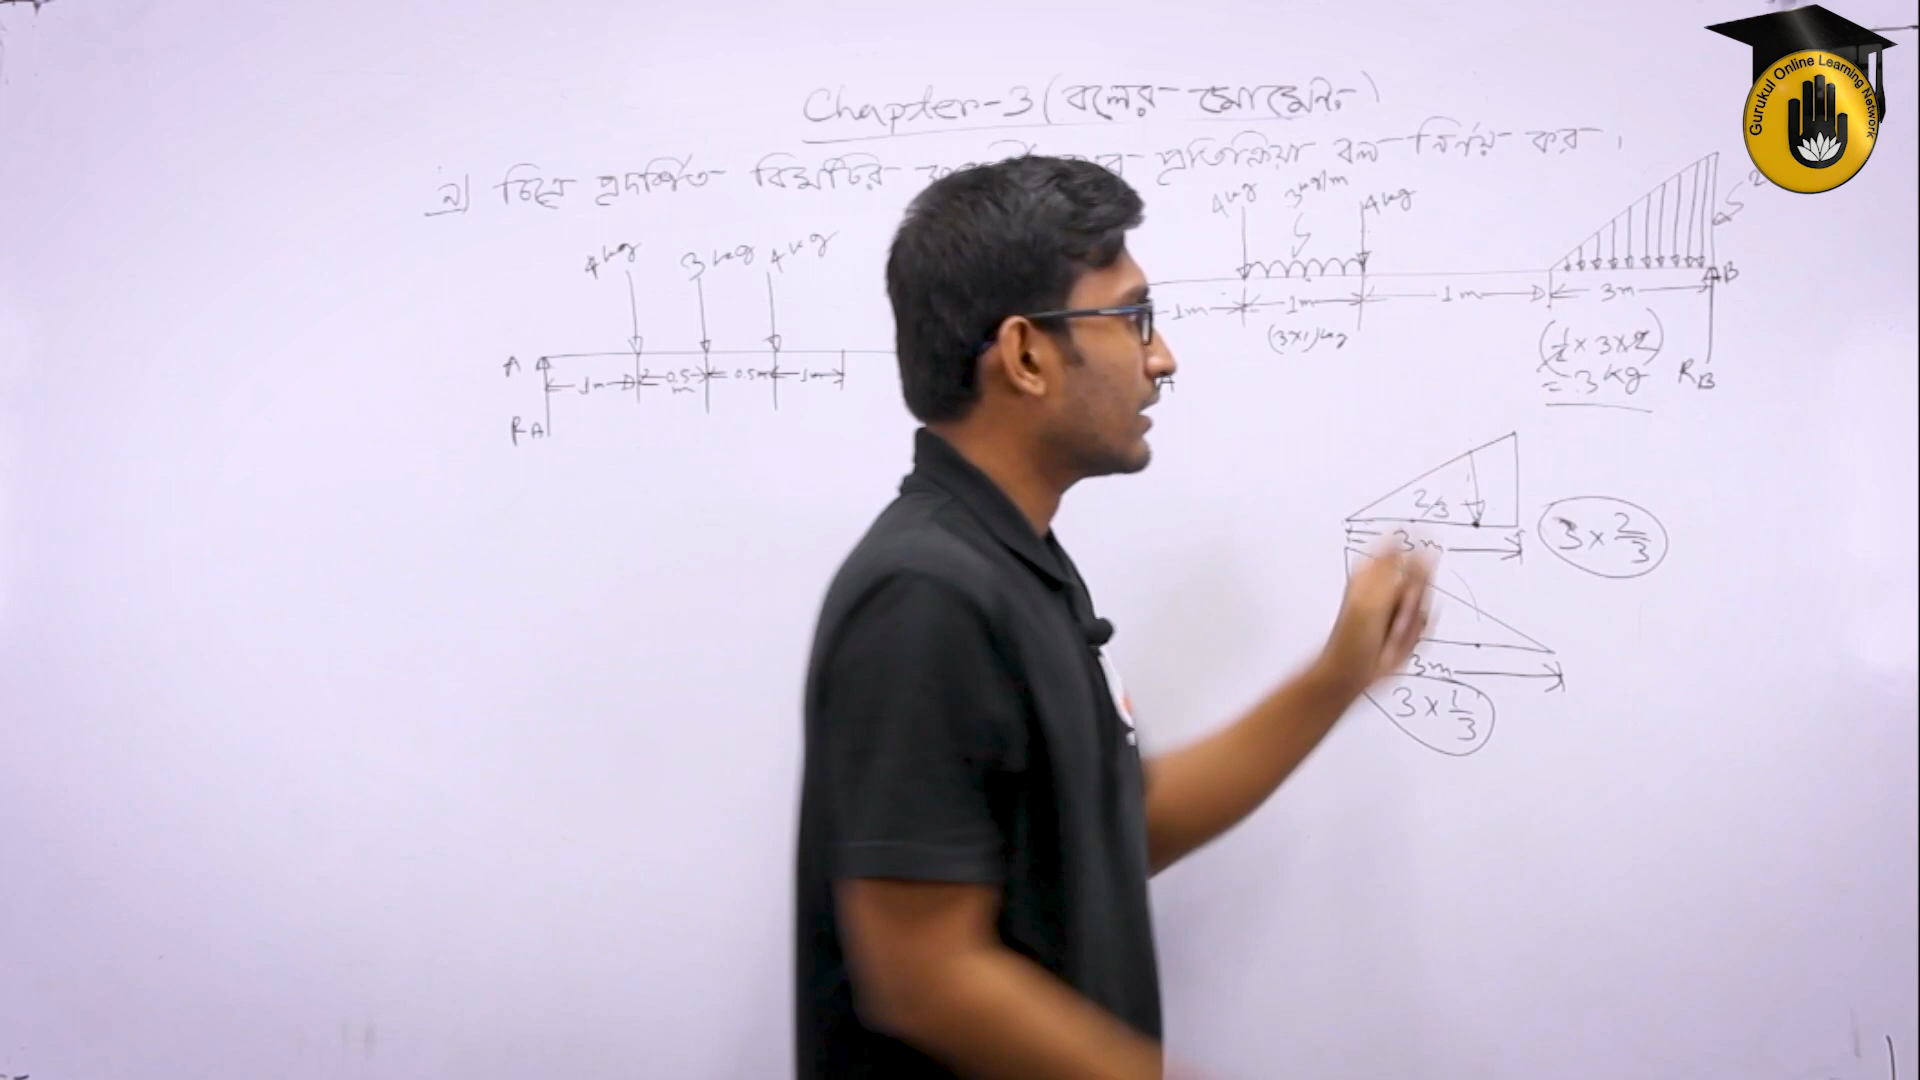 Chapter-3 (বলের মোমেন্ট)
চিত্রে প্রদর্শিত বিমটির প্রতিক্রিয়া বল নির্ণয় কর।
4kg 3kg/m 4kg
4kg 3kg 4kg
B
1m 1m 1m 3m
(3x1)kg
A 1m 0.5m 0.5m 1m
RA
A
(1/2 x 3 x 2)
= 3kg
RB
2/3
3m
3 x 2/3
3m
3 x 1/3
Gurukul Online Learning Network